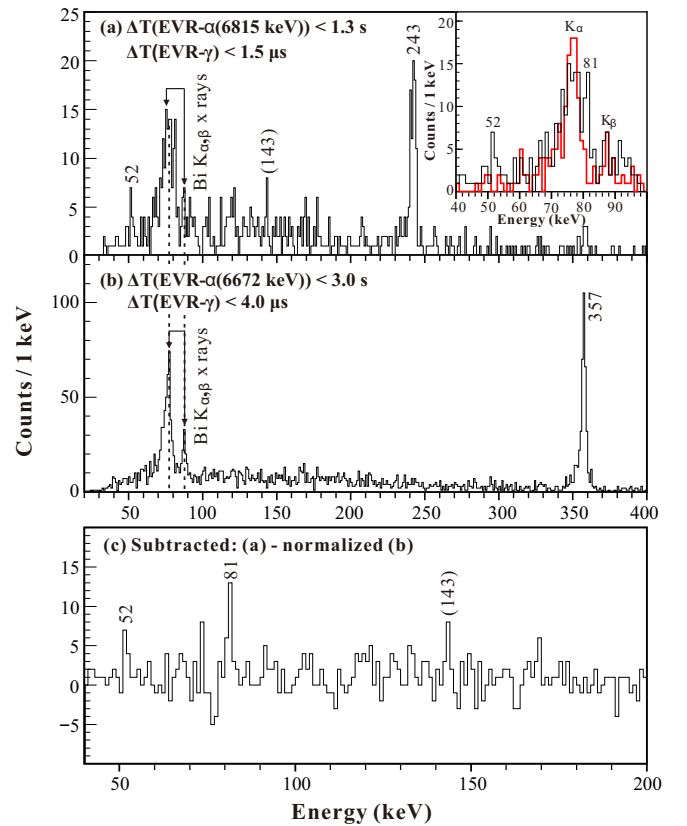 (a) ΔT(EVR-α(6815 keV)) < 1.3 s
ΔT(EVR-γ) < 1.5 μs
Bi Kα,β x rays
52
(143)
243
25
20
15
10
5
0
Counts / 1 keV
20
15
10
5
0
52
Kα
81
Kβ
40 50 60 70 80 90
Energy (keV)
(b) ΔT(EVR-α(6672 keV)) < 3.0 s
ΔT(EVR-γ) < 4.0 μs
Bi Kα,β x rays
357
100
50
0
50 100 150 200 250 300 350 400
Counts / 1 keV
(c) Subtracted: (a) - normalized (b)
52
81
(143)
15
10
5
0
−5
50 100 150 200
Energy (keV)